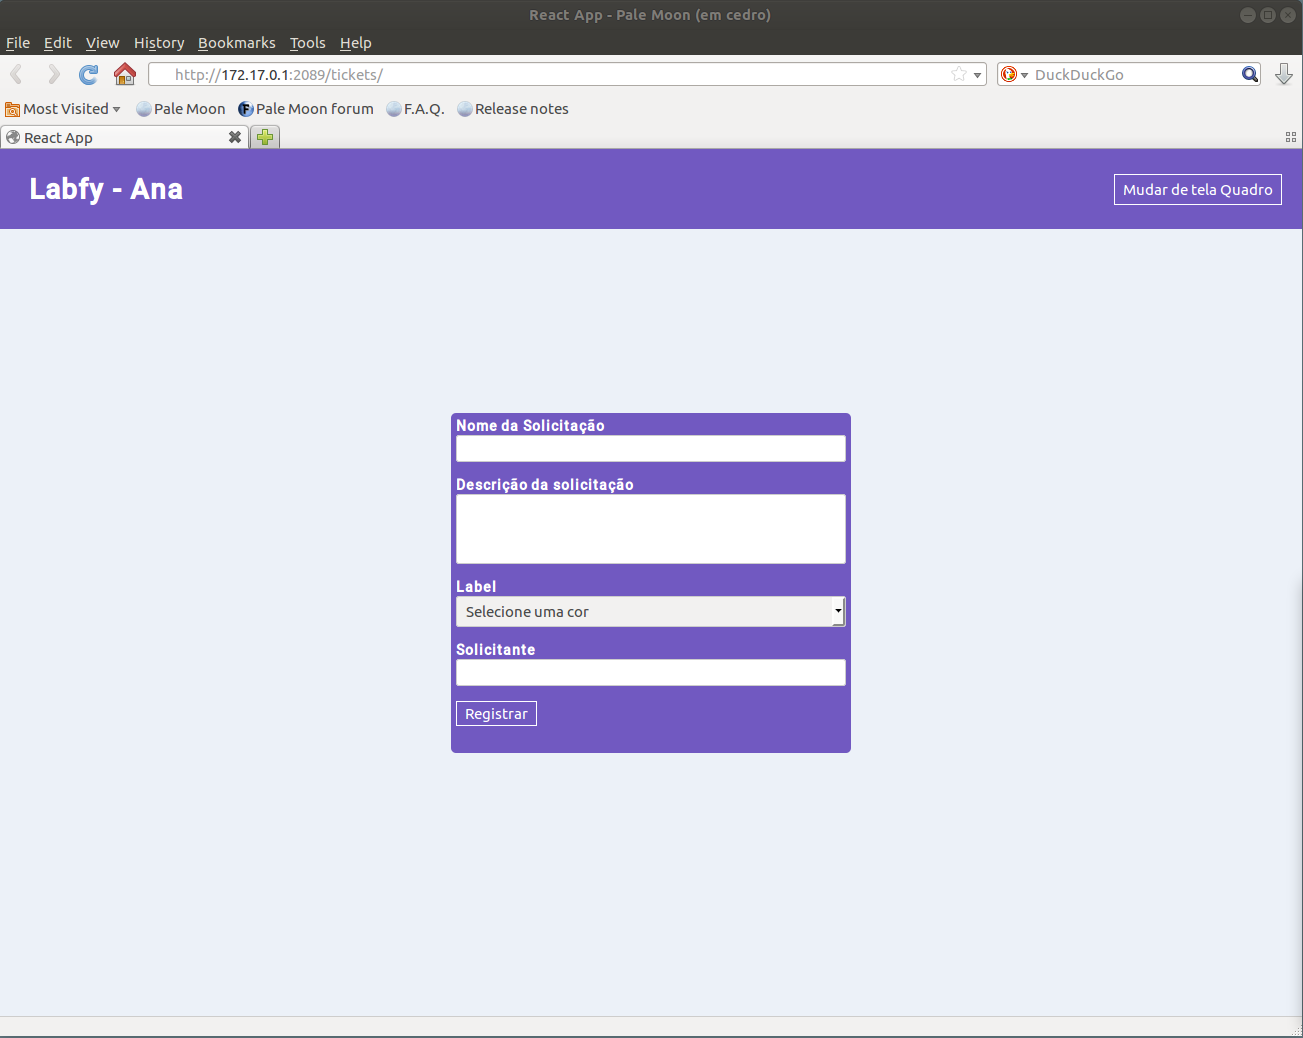 React App - Pale Moon (em cedro)
File Edit View History Bookmarks Tools Help
http://172.17.0.1:2089/tickets/ DuckDuckGo
Most Visited Pale Moon Pale Moon forum F.A.Q. Release notes
React App
Labfy - Ana Mudar de tela Quadro
Nome da Solicitação
Descrição da solicitação
Label
Selecione uma cor
Solicitante
Registrar